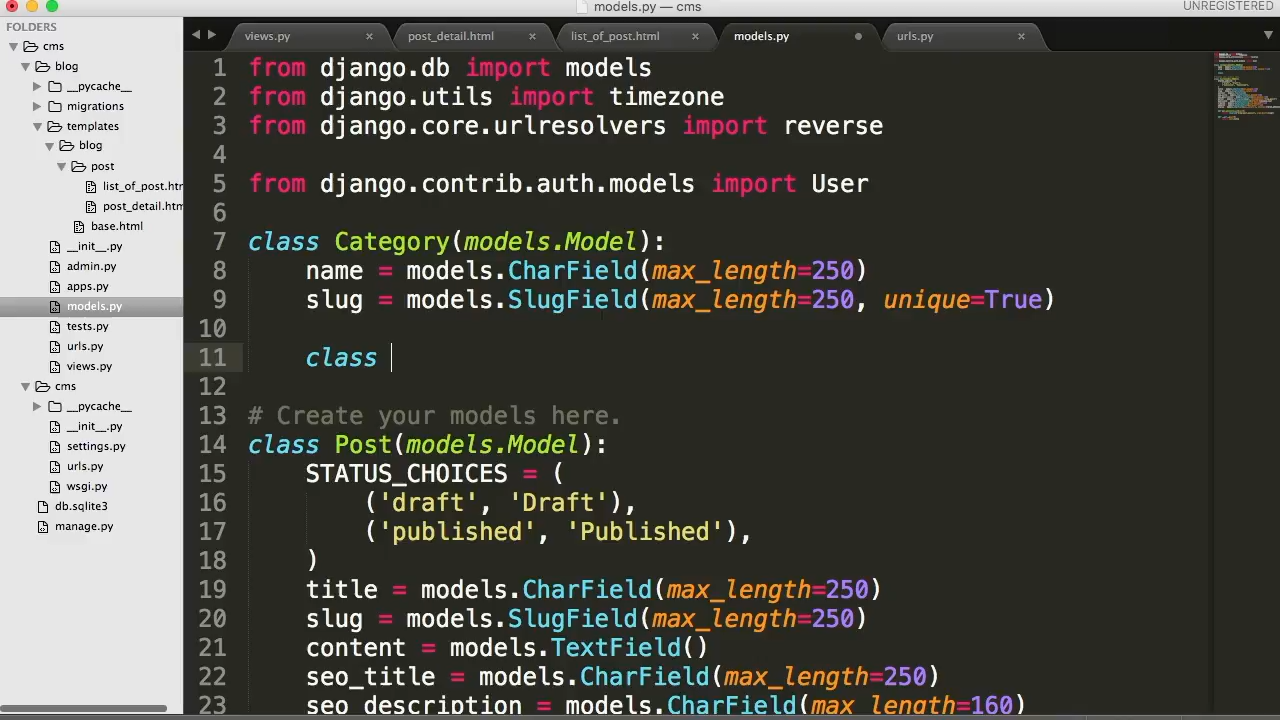 models.py — cms
UNREGISTERED
FOLDERS
cms
blog
__pycache__
migrations
templates
blog
post
list_of_post.htm
post_detail.htm
base.html
__init__.py
admin.py
apps.py
models.py
tests.py
urls.py
views.py
cms
__pycache__
__init__.py
settings.py
urls.py
wsgi.py
db.sqlite3
manage.py
views.py
post_detail.html
list_of_post.html
models.py
urls.py
1 from django.db import models
2 from django.utils import timezone
3 from django.core.urlresolvers import reverse
4
5 from django.contrib.auth.models import User
6
7 class Category(models.Model):
8 name = models.CharField(max_length=250)
9 slug = models.SlugField(max_length=250, unique=True)
10
11 class
12
13 # Create your models here.
14 class Post(models.Model):
15 STATUS_CHOICES = (
16 ('draft', 'Draft'),
17 ('published', 'Published'),
18 )
19 title = models.CharField(max_length=250)
20 slug = models.SlugField(max_length=250)
21 content = models.TextField()
22 seo_title = models.CharField(max_length=250)
23 seo_description = models.CharField(max_length=160)